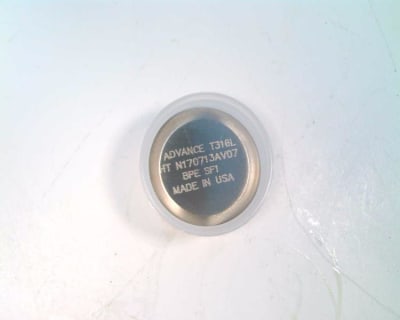 ADVANCE T316L
HT N170713AV07
BPE SF1
MADE IN USA